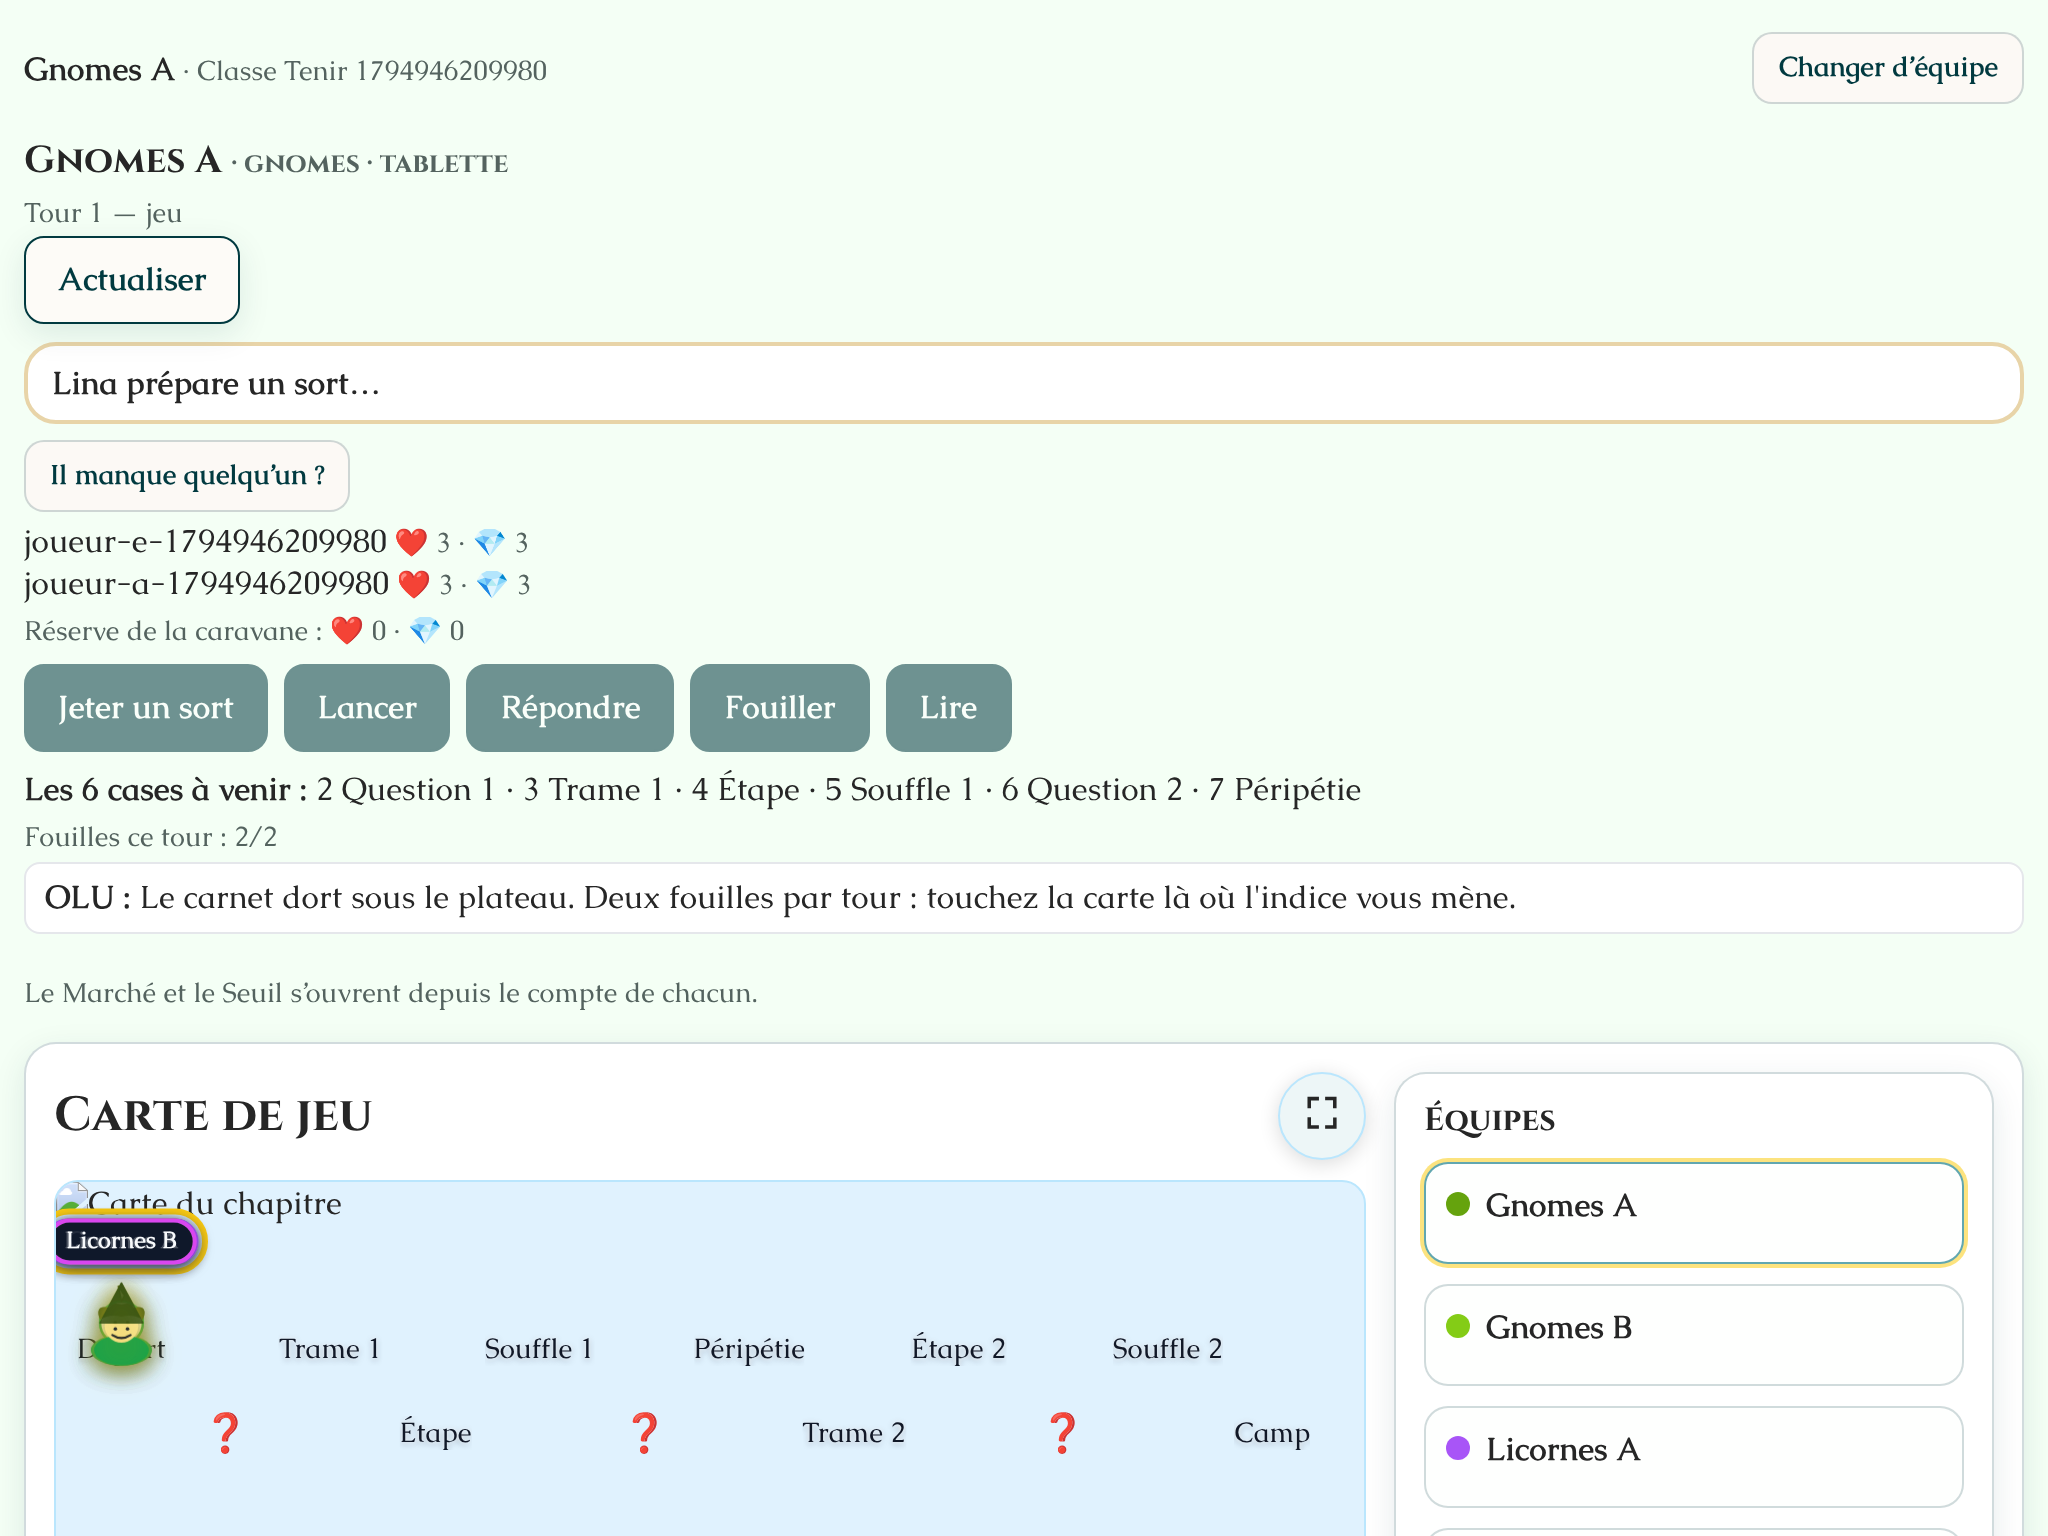 Gnomes A · Classe Tenir 1794946209980
Changer d’équipe
Gnomes A · gnomes · tablette
Tour 1 — jeu
Actualiser
Lina prépare un sort…
Il manque quelqu’un ?
joueur-e-1794946209980 ❤️ 3 · 💎 3
joueur-a-1794946209980 ❤️ 3 · 💎 3
Réserve de la caravane : ❤️ 0 · 💎 0
Jeter un sort
Lancer
Répondre
Fouiller
Lire
Les 6 cases à venir : 2 Question 1 · 3 Trame 1 · 4 Étape · 5 Souffle 1 · 6 Question 2 · 7 Péripétie
Fouilles ce tour : 2/2
OLU : Le carnet dort sous le plateau. Deux fouilles par tour : touchez la carte là où l'indice vous mène.
Le Marché et le Seuil s’ouvrent depuis le compte de chacun.
Carte de jeu
Carte du chapitre
Licornes B
Trame 1
Souffle 1
Péripétie
Étape 2
Souffle 2
❓
Étape
❓
Trame 2
❓
Camp
Équipes
Gnomes A
Gnomes B
Licornes A